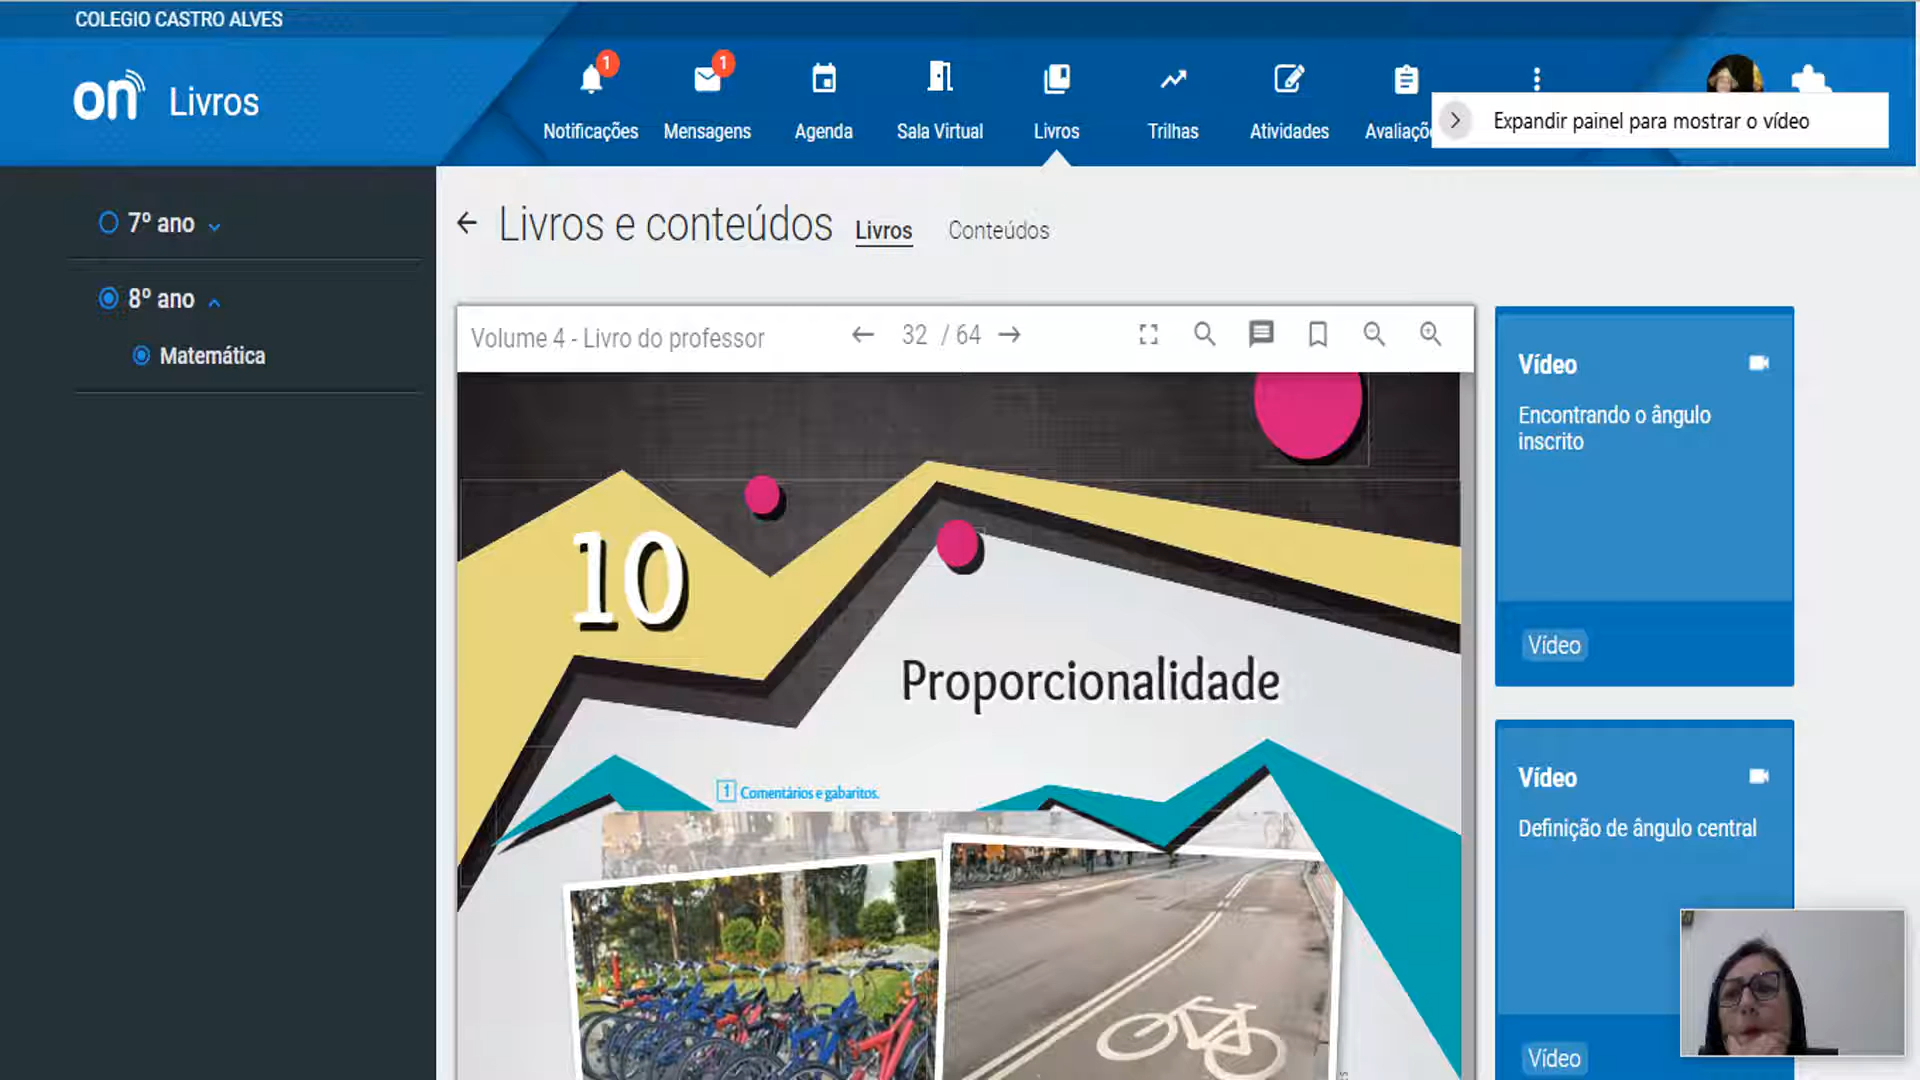 COLEGIO CASTRO ALVES
on Livros
1
1
Notificações
Mensagens
Agenda
Sala Virtual
Livros
Trilhas
Atividades
Avaliaçõ
Expandir painel para mostrar o vídeo
7º ano
8º ano
Matemática
Livros e conteúdos
Livros
Conteúdos
Volume 4 - Livro do professor
32 / 64
10
Proporcionalidade
1 Comentários e gabaritos.
Vídeo
Encontrando o ângulo
inscrito
Vídeo
Vídeo
Definição de ângulo central
Vídeo